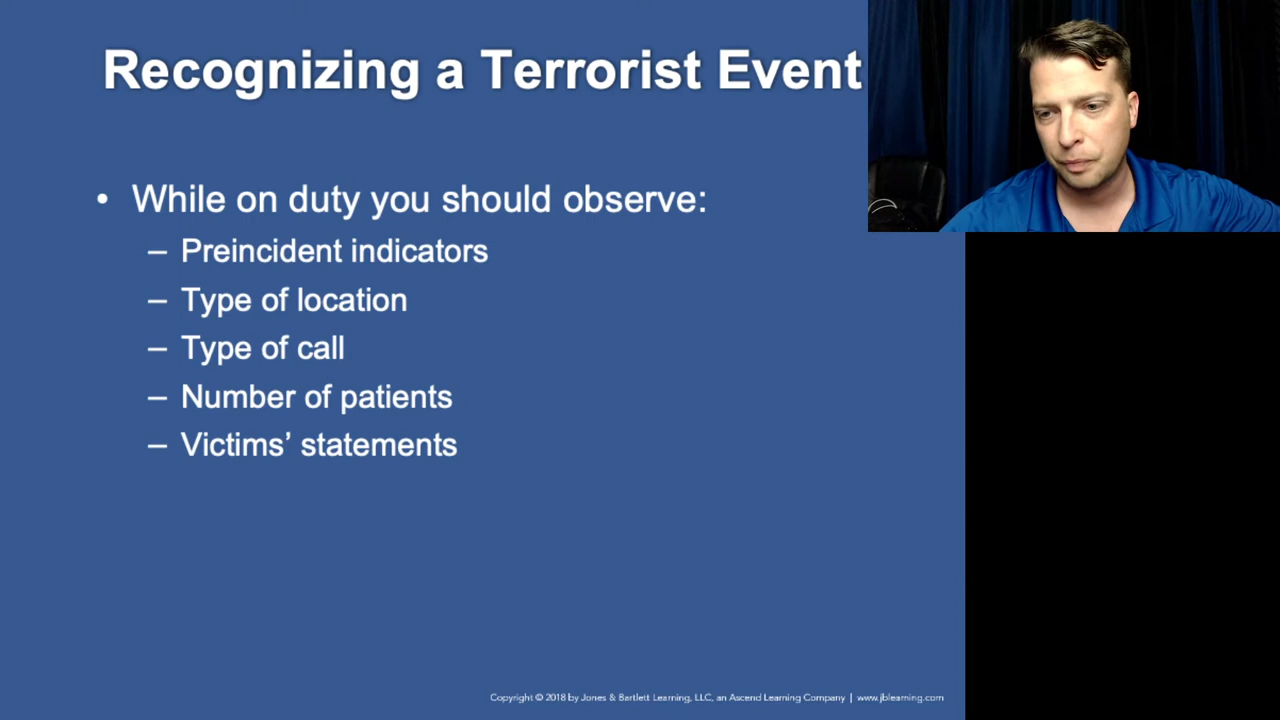 Recognizing a Terrorist Event
• While on duty you should observe:
– Preincident indicators
– Type of location
– Type of call
– Number of patients
– Victims’ statements
Copyright © 2018 by Jones & Bartlett Learning, LLC, an Ascend Learning Company | www.jblearning.com